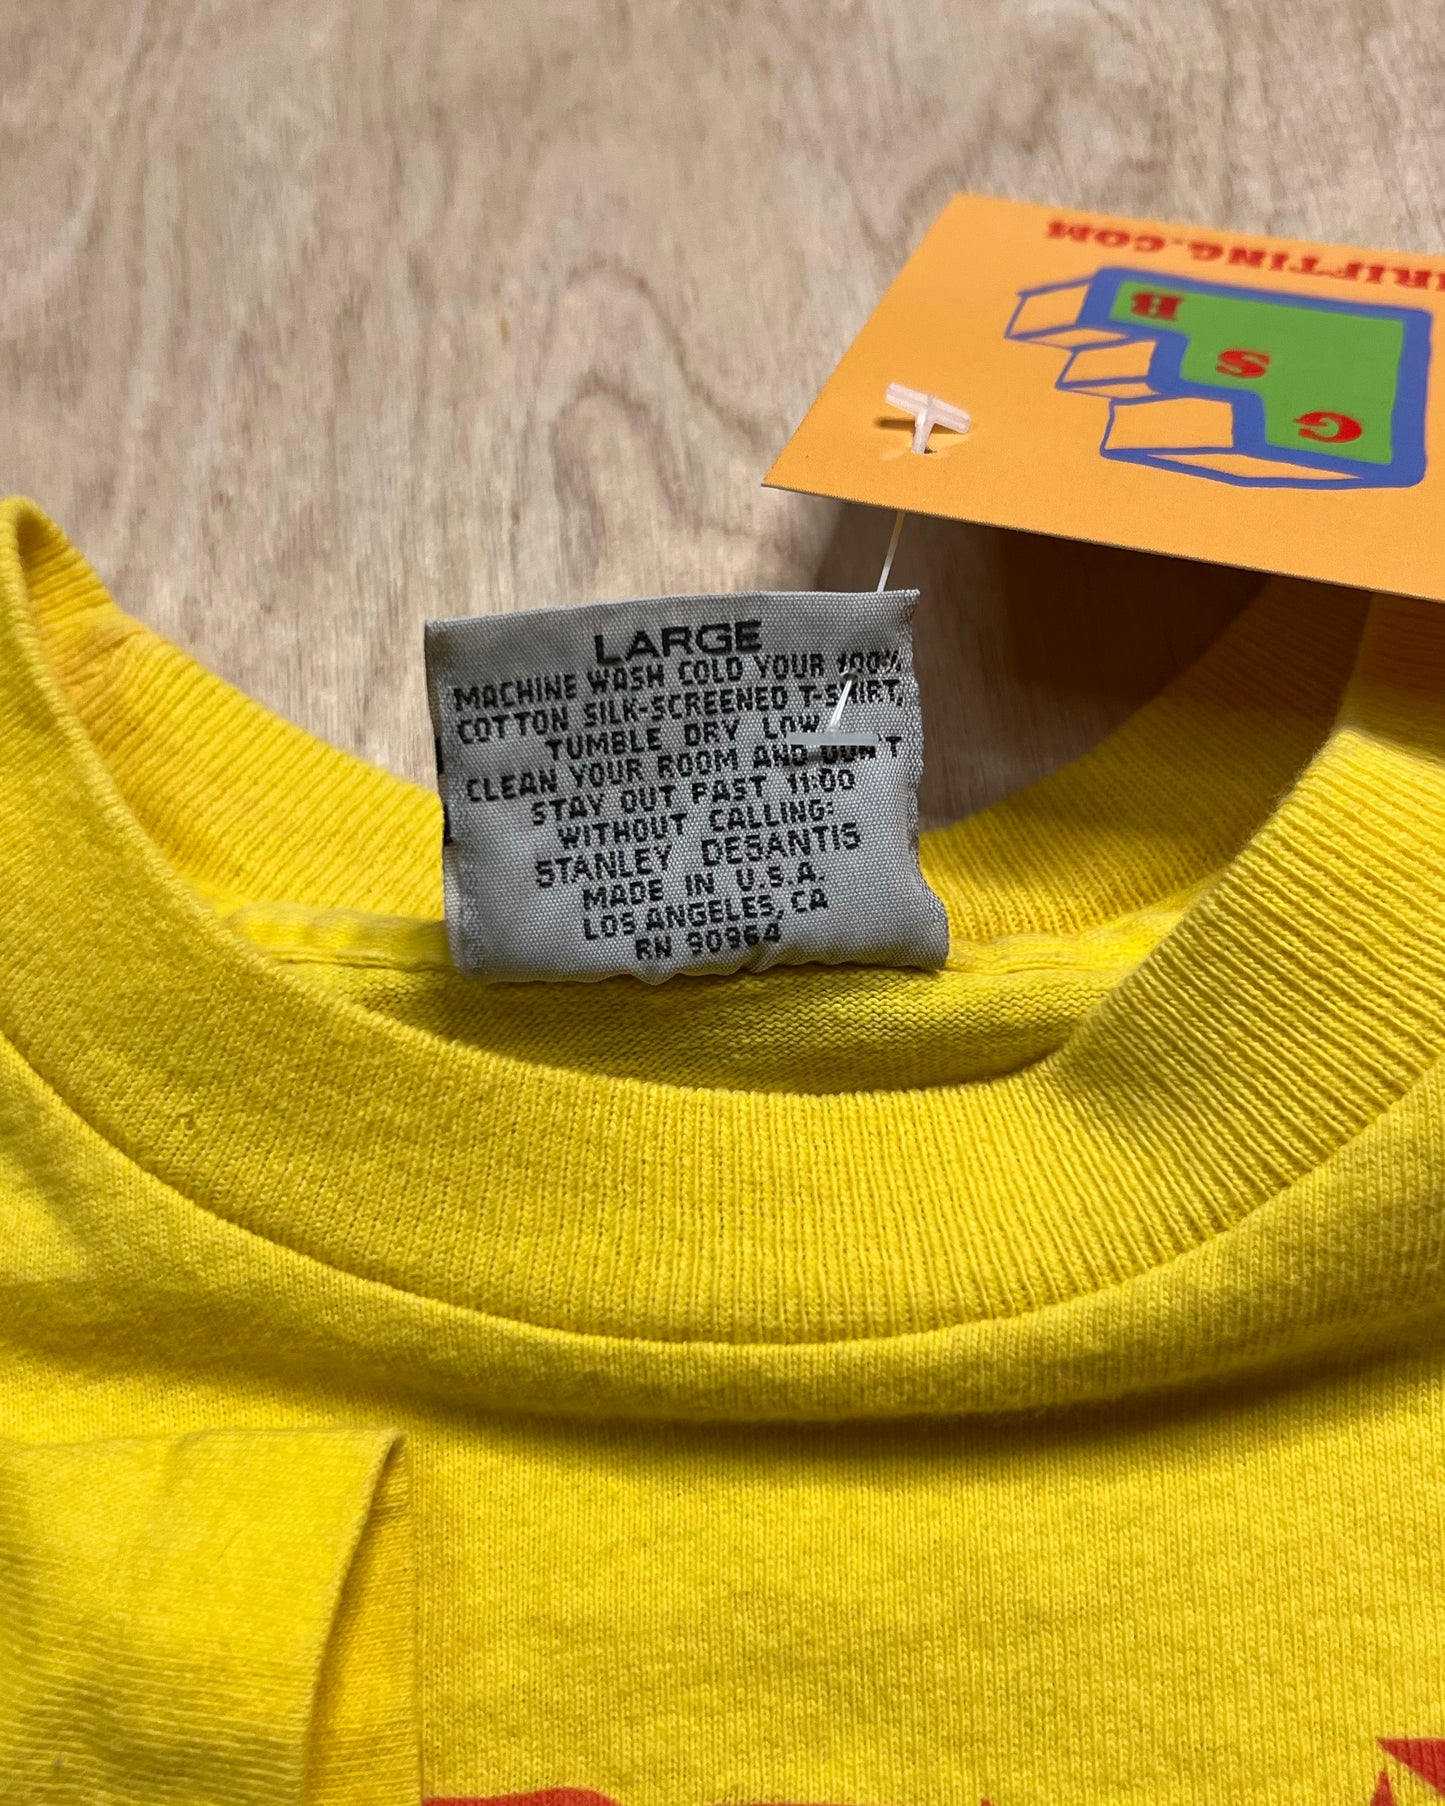 LARGE
MACHINE WASH COLD YOUR 100%
COTTON SILK-SCREENED T-SHIRT,
TUMBLE DRY LOW
CLEAN YOUR ROOM AND DON'T
STAY OUT PAST 11:00
WITHOUT CALLING:
STANLEY DESANTIS
MADE IN U.S.A.
LOS ANGELES, CA
RN 90964
G
S
B